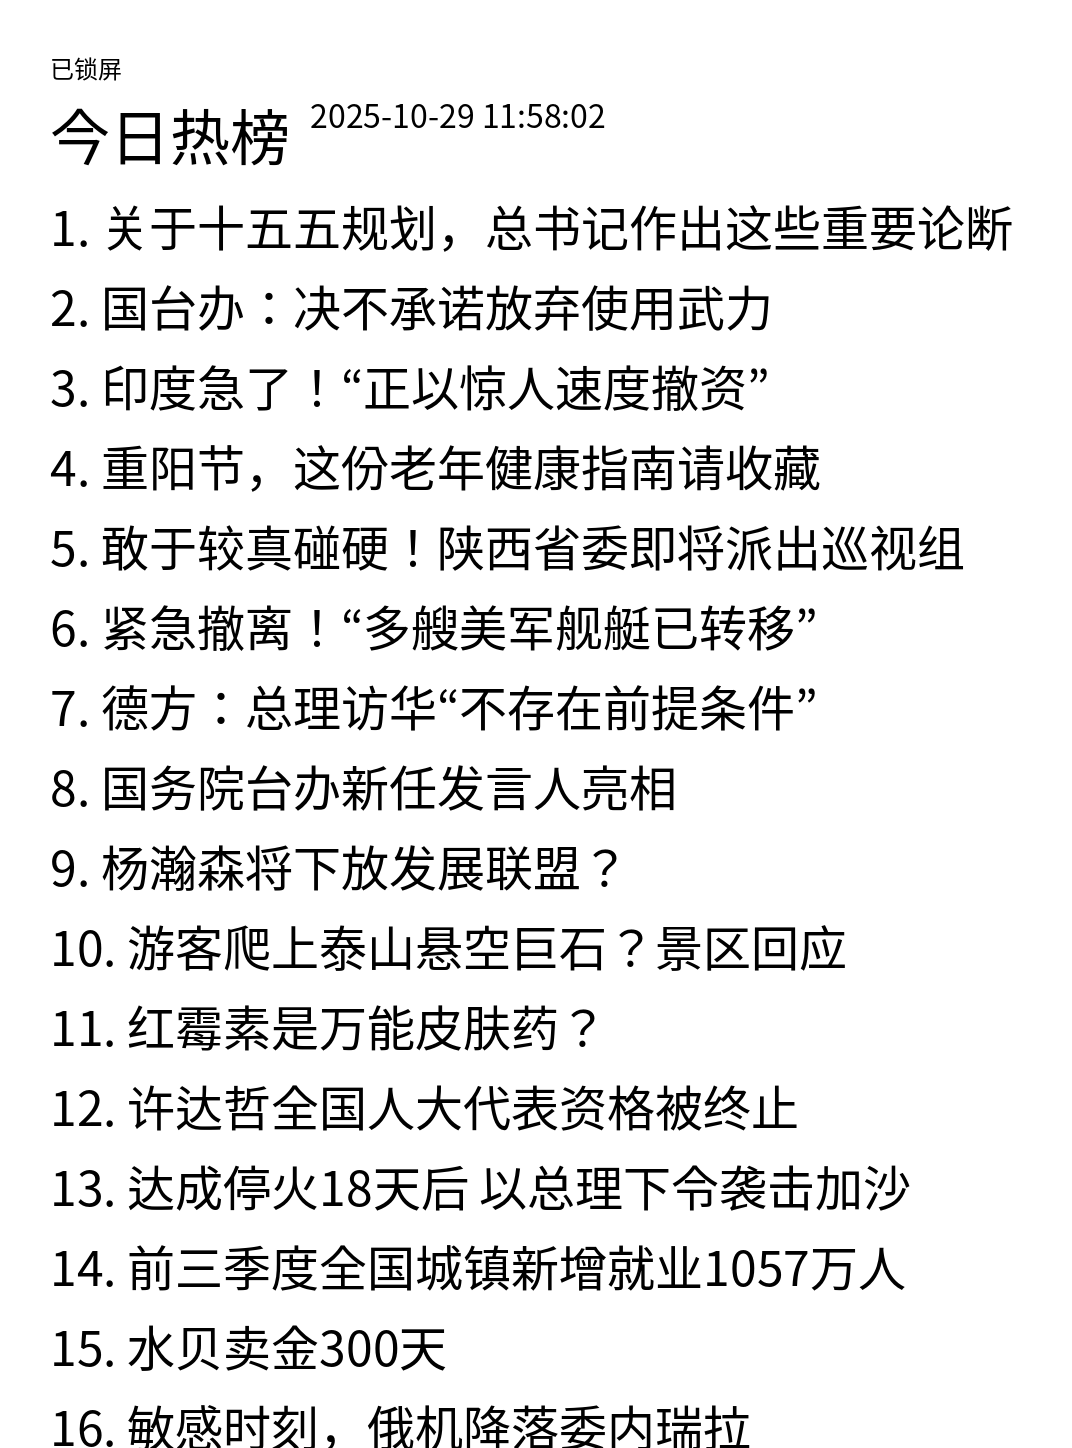 已锁屏
今日热榜 2025-10-29 11:58:02
1. 关于十五五规划，总书记作出这些重要论断
2. 国台办：决不承诺放弃使用武力
3. 印度急了！“正以惊人速度撤资”
4. 重阳节，这份老年健康指南请收藏
5. 敢于较真碰硬！陕西省委即将派出巡视组
6. 紧急撤离！“多艘美军舰艇已转移”
7. 德方：总理访华“不存在前提条件”
8. 国务院台办新任发言人亮相
9. 杨瀚森将下放发展联盟？
10. 游客爬上泰山悬空巨石？景区回应
11. 红霉素是万能皮肤药？
12. 许达哲全国人大代表资格被终止
13. 达成停火18天后 以总理下令袭击加沙
14. 前三季度全国城镇新增就业1057万人
15. 水贝卖金300天
16. 敏感时刻，俄机降落委内瑞拉